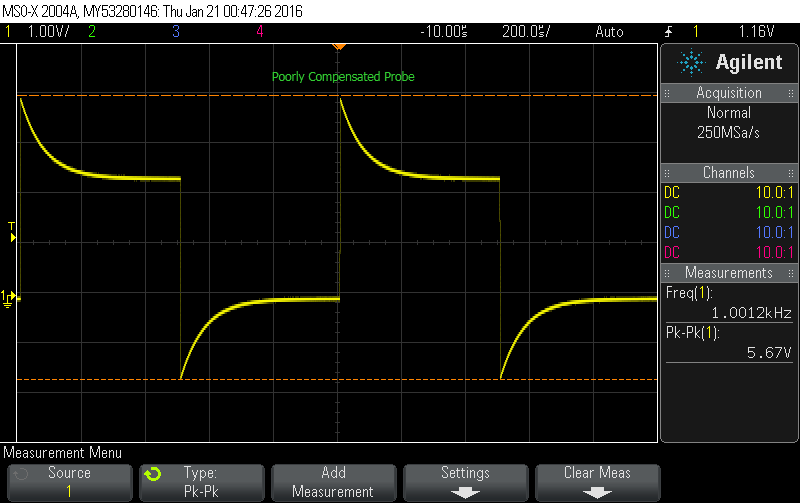 MSO-X 2004A, MY53280146: Thu Jan 21 00:47:26 2016
1 1.00V/ 2 3 4 -10.00s 200.0s/ Auto 1 1.16V
Poorly Compensated Probe
Agilent
Acquisition
Normal
250MSa/s
Channels
DC 10.0:1
DC 10.0:1
DC 10.0:1
DC 10.0:1
Measurements
Freq(1):
1.0012kHz
Pk-Pk(1):
5.67V
T
1
Measurement Menu
Source
1
Type:
Pk-Pk
Add
Measurement
Settings
Clear Meas